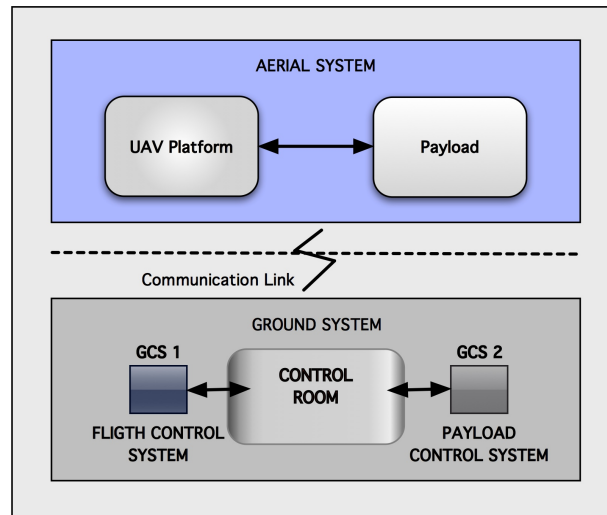 AERIAL SYSTEM
UAV Platform
Payload
Communication Link
GROUND SYSTEM
GCS 1
GCS 2
CONTROL
ROOM
FLIGTH CONTROL
SYSTEM
PAYLOAD
CONTROL SYSTEM